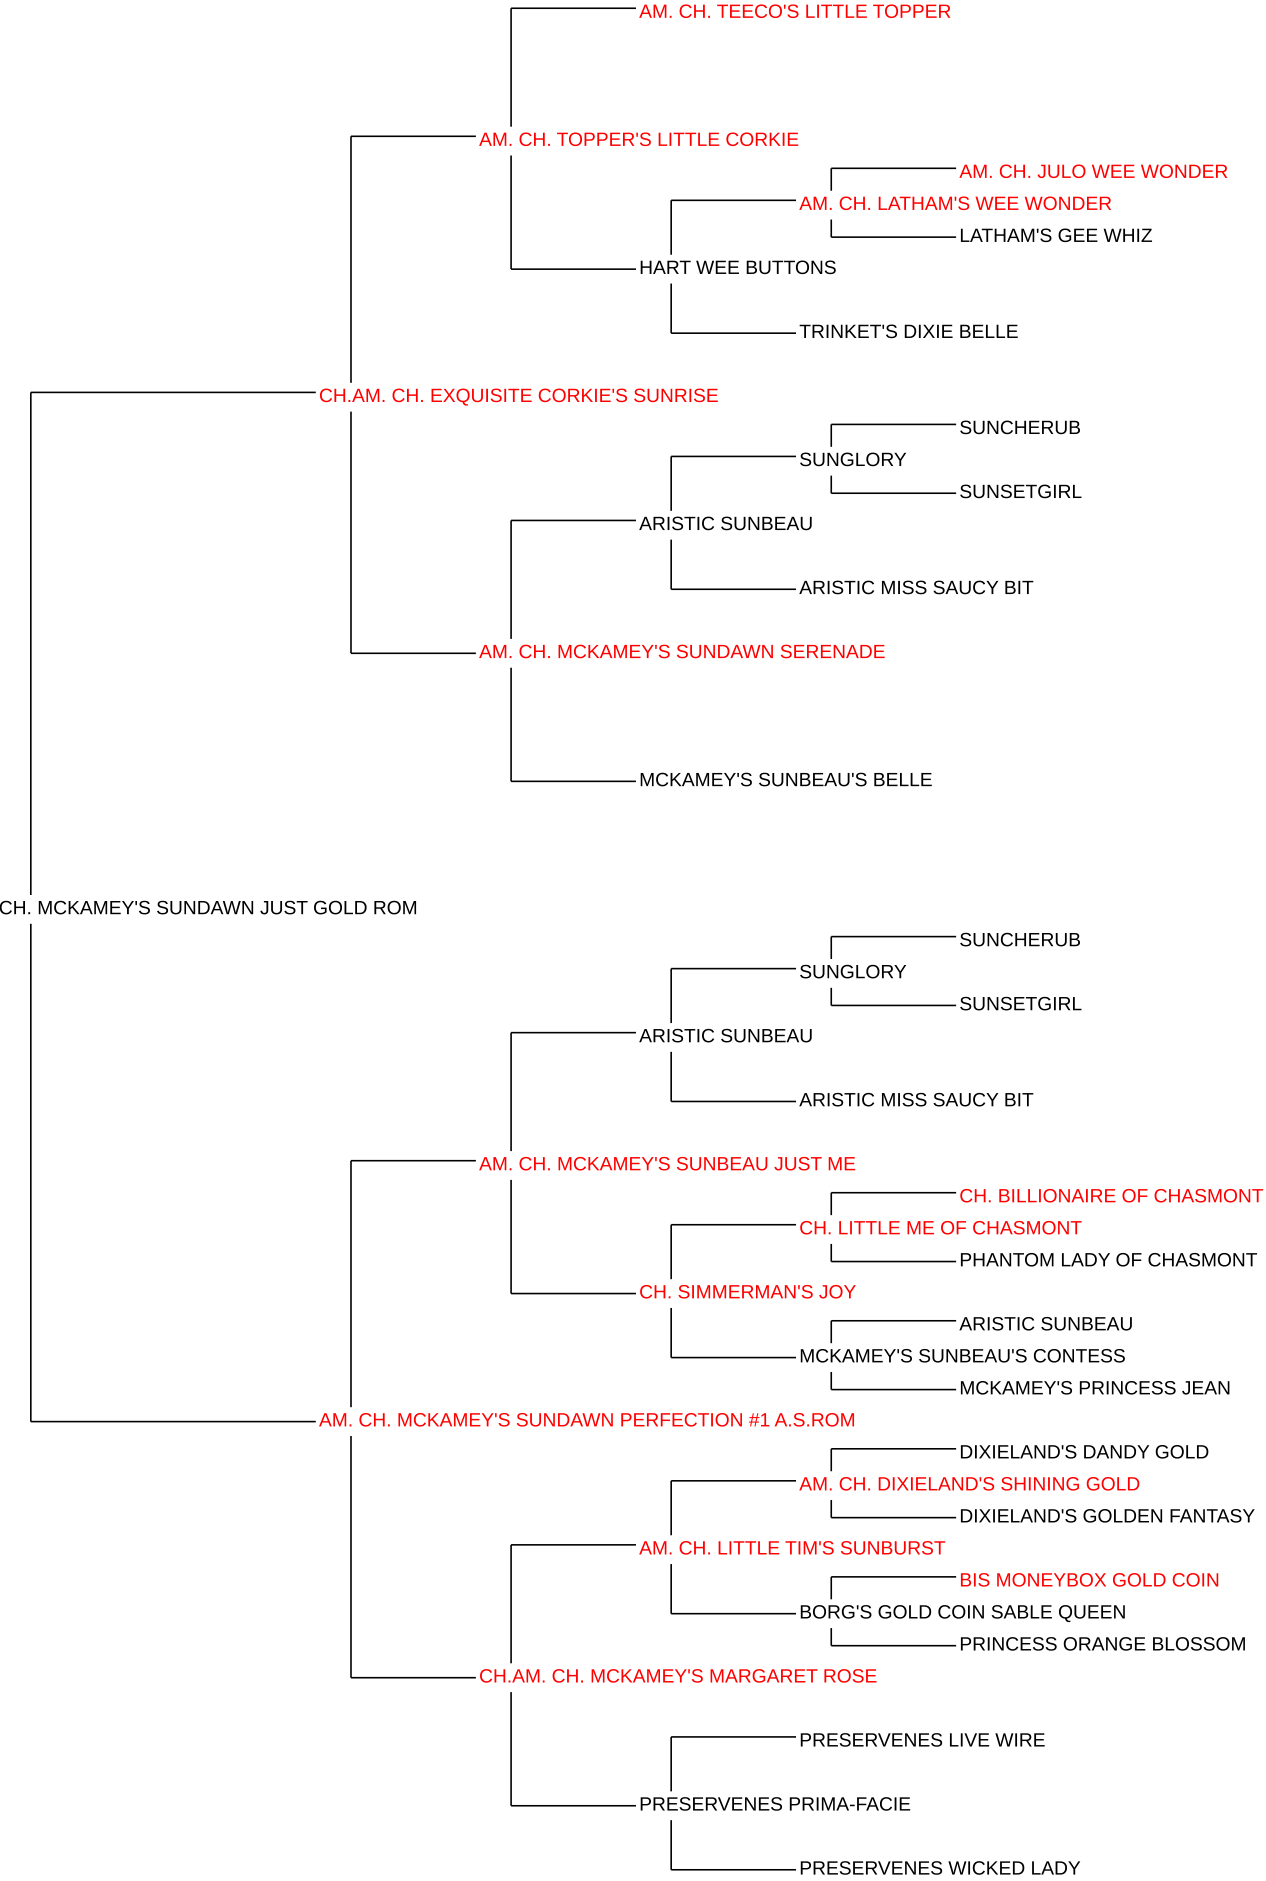 AM. CH. TEECO'S LITTLE TOPPER
AM. CH. TOPPER'S LITTLE CORKIE
AM. CH. JULO WEE WONDER
AM. CH. LATHAM'S WEE WONDER
LATHAM'S GEE WHIZ
HART WEE BUTTONS
TRINKET'S DIXIE BELLE
CH.AM. CH. EXQUISITE CORKIE'S SUNRISE
SUNCHERUB
SUNGLORY
SUNSETGIRL
ARISTIC SUNBEAU
ARISTIC MISS SAUCY BIT
AM. CH. MCKAMEY'S SUNDAWN SERENADE
MCKAMEY'S SUNBEAU'S BELLE
CH. MCKAMEY'S SUNDAWN JUST GOLD ROM
SUNCHERUB
SUNGLORY
SUNSETGIRL
ARISTIC SUNBEAU
ARISTIC MISS SAUCY BIT
AM. CH. MCKAMEY'S SUNBEAU JUST ME
CH. BILLIONAIRE OF CHASMONT
CH. LITTLE ME OF CHASMONT
PHANTOM LADY OF CHASMONT
CH. SIMMERMAN'S JOY
ARISTIC SUNBEAU
MCKAMEY'S SUNBEAU'S CONTESS
MCKAMEY'S PRINCESS JEAN
AM. CH. MCKAMEY'S SUNDAWN PERFECTION #1 A.S.ROM
DIXIELAND'S DANDY GOLD
AM. CH. DIXIELAND'S SHINING GOLD
DIXIELAND'S GOLDEN FANTASY
AM. CH. LITTLE TIM'S SUNBURST
BIS MONEYBOX GOLD COIN
BORG'S GOLD COIN SABLE QUEEN
PRINCESS ORANGE BLOSSOM
CH.AM. CH. MCKAMEY'S MARGARET ROSE
PRESERVENES LIVE WIRE
PRESERVENES PRIMA-FACIE
PRESERVENES WICKED LADY